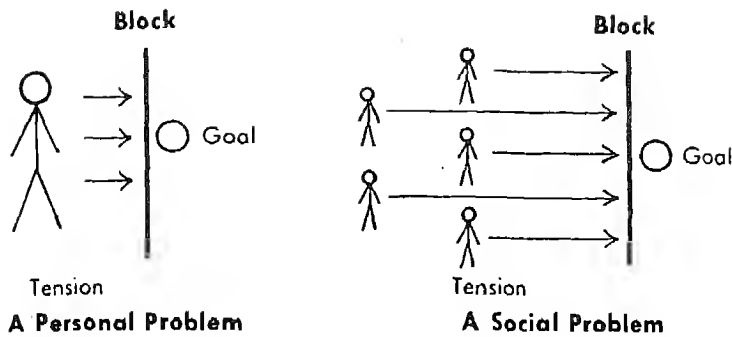 Block
Goal
Tension
A Personal Problem
Block
Goal
Tension
A Social Problem